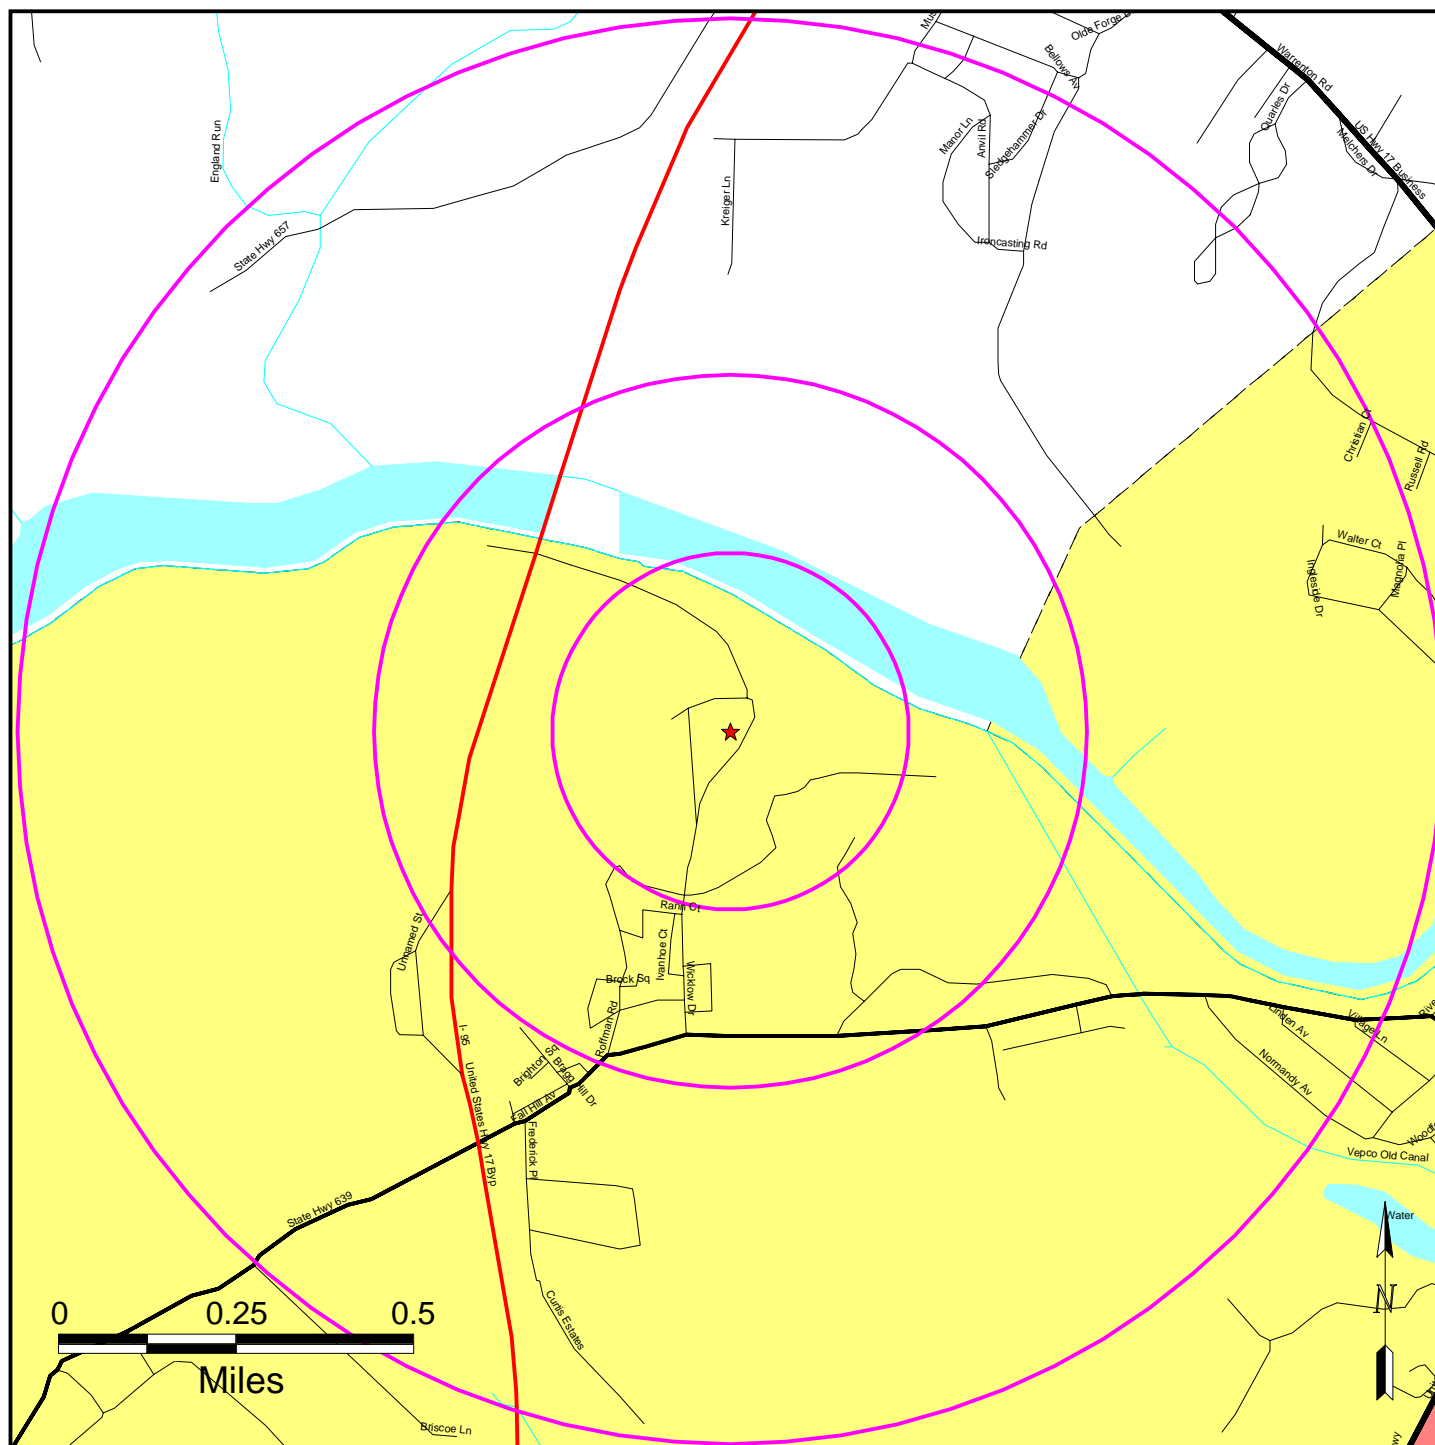 Olde Forge
Bellows Av
Warrenton Rd
Quarles Dr
US Hwy 17 Business
Melchers Dr
England Run
Manor Ln
Anvil Rd
Sledgehammer Dr
Kreiger Ln
State Hwy 657
Ironcasting Rd
Christian Ct
Russell Rd
Walter Ct
Magnolia Pl
Ingleside Dr
Rann Ct
Unnamed St
Ivanhoe Ct
Brock Sq
Wicklow Dr
Roffman Rd
Linden Av
Village Ln
I- 95
United States Hwy 17 Byp
Brighton Sq
Bragg Hill Dr
Normandy Av
Fall Hill Av
Frederick Pl
Vepco Old Canal
State Hwy 639
Water
Curtis Estates
N
0 0.25 0.5
Miles
Briscoe Ln